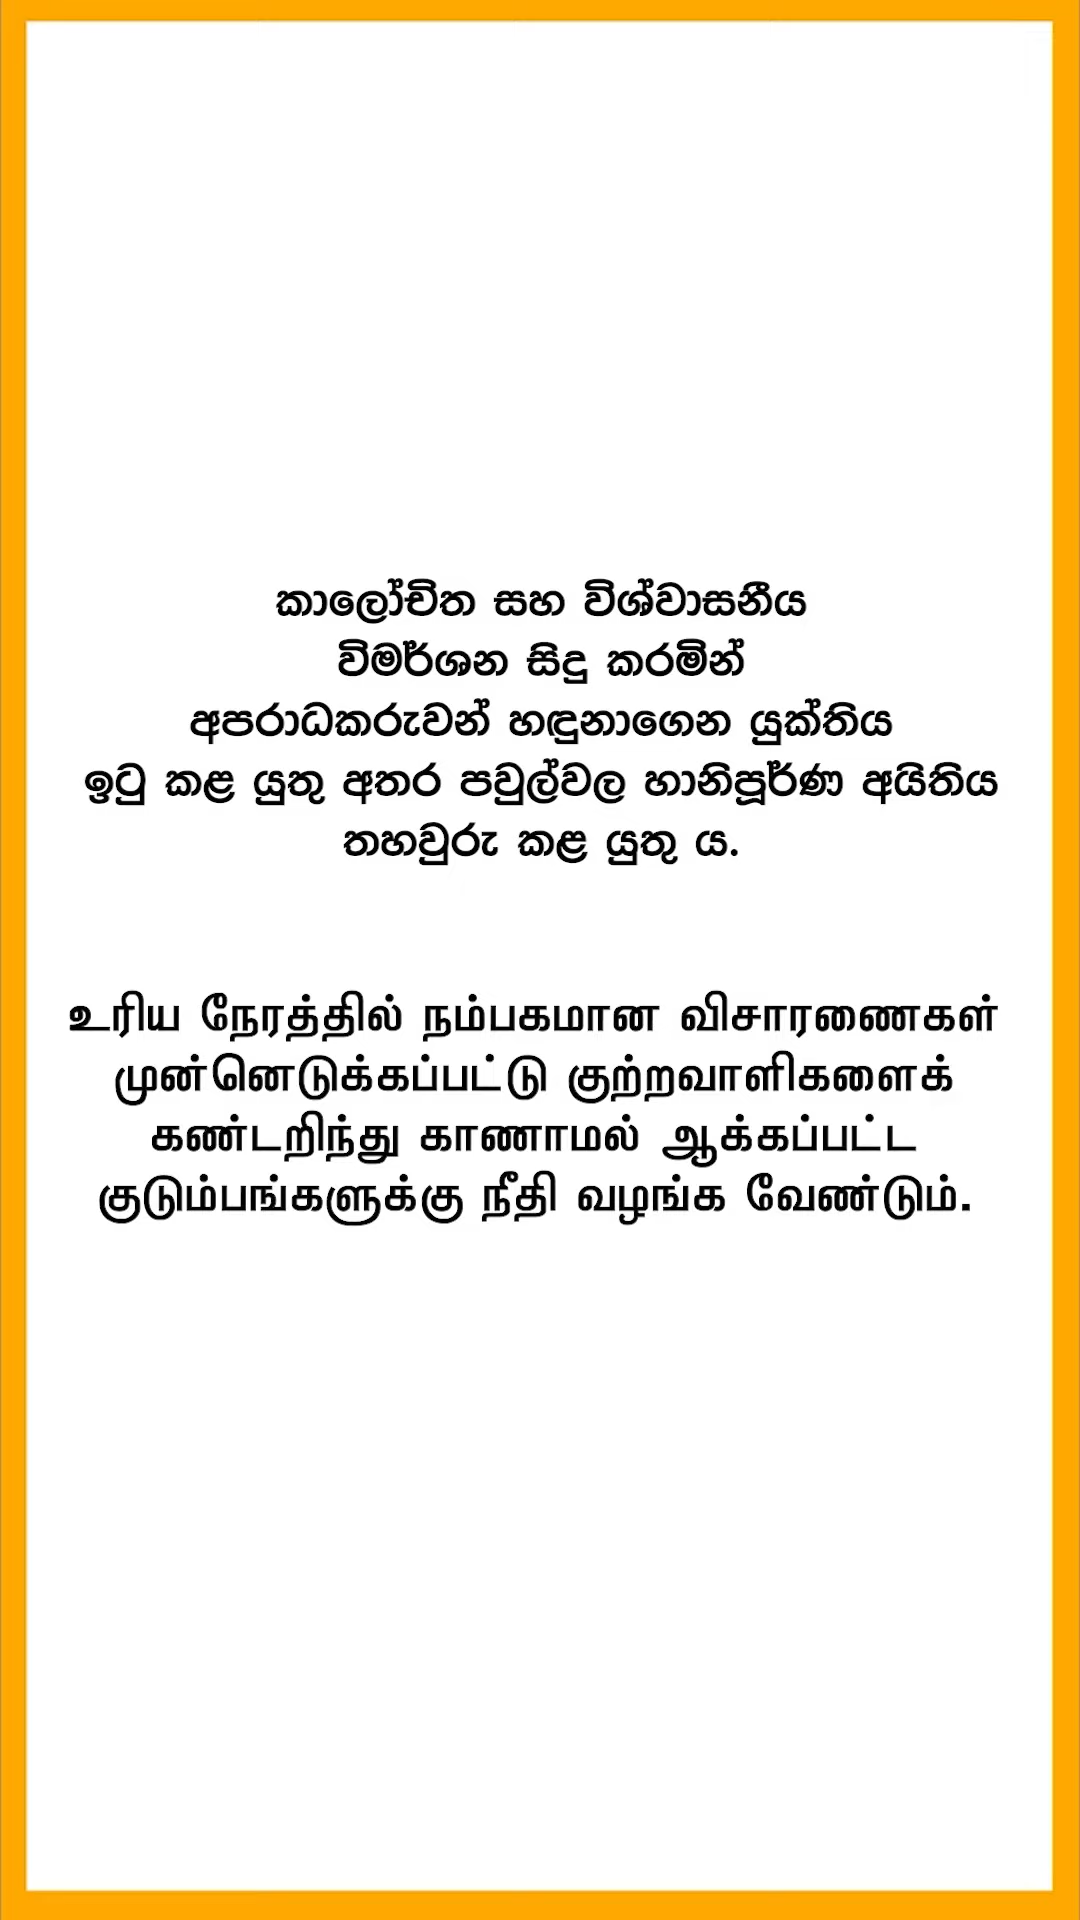 කාලෝචිත සහ විශ්වාසනීය
විමර්ශන සිදු කරමින්
අපරාධකරුවන් හඳුනාගෙන යුක්තිය
ඉටු කළ යුතු අතර පවුල්වල හානිපූර්ණ අයිතිය
තහවුරු කළ යුතු ය.
உரிய நேரத்தில் நம்பகமான விசாரணைகள்
முன்னெடுக்கப்பட்டு குற்றவாளிகளைக்
கண்டறிந்து காணாமல் ஆக்கப்பட்ட
குடும்பங்களுக்கு நீதி வழங்க வேண்டும்.